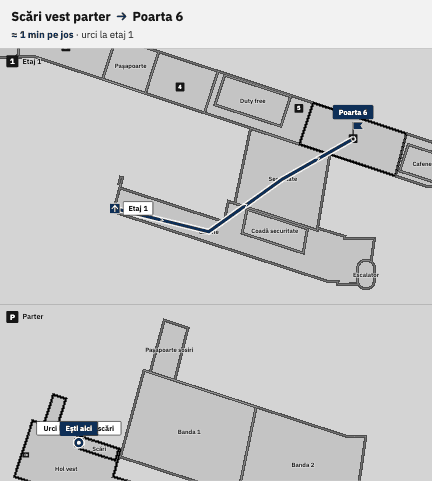 Scări vest parter → Poarta 6
≈ 1 min pe jos · urci la etaj 1
1 Etaj 1
Pașapoarte
4
Duty free
5
Poarta 6
Cafene
Securitate
Etaj 1
Coadă securitate
Escalator
P Parter
Pașapoarte sosiri
Urci
Ești aici
scări
Scări
Banda 1
Hol vest
Banda 2